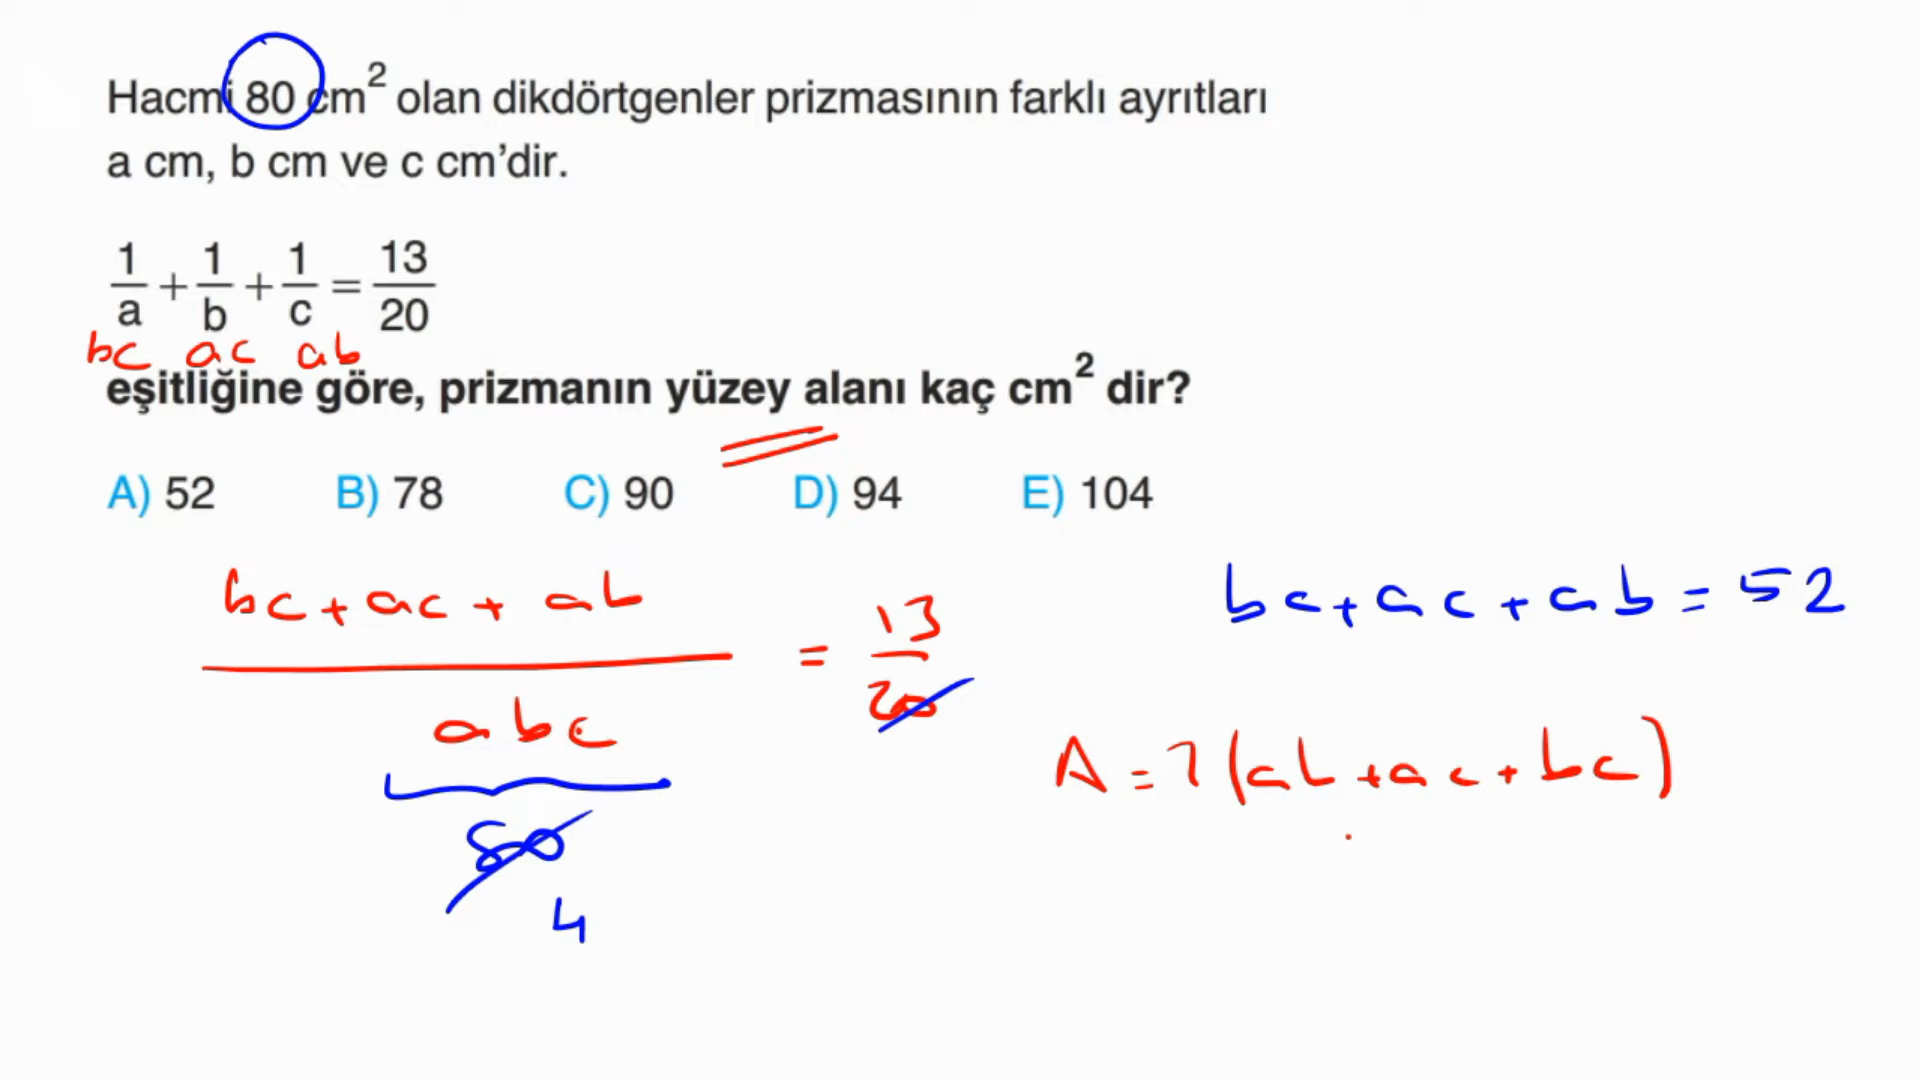 Hacmi 80 cm² olan dikdörtgenler prizmasının farklı ayrıtları
a cm, b cm ve c cm'dir.
1/a + 1/b + 1/c = 13/20
bc ac ab
eşitliğine göre, prizmanın yüzey alanı kaç cm² dir?
A) 52 B) 78 C) 90 D) 94 E) 104
bc + ac + ab / abc = 13/20
80
4
bc + ac + ab = 52
A = 2(ab + ac + bc)